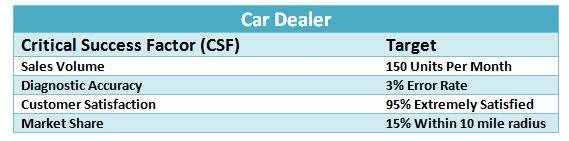 Car Dealer
Critical Success Factor (CSF) Target
Sales Volume 150 Units Per Month
Diagnostic Accuracy 3% Error Rate
Customer Satisfaction 95% Extremely Satisfied
Market Share 15% Within 10 mile radius